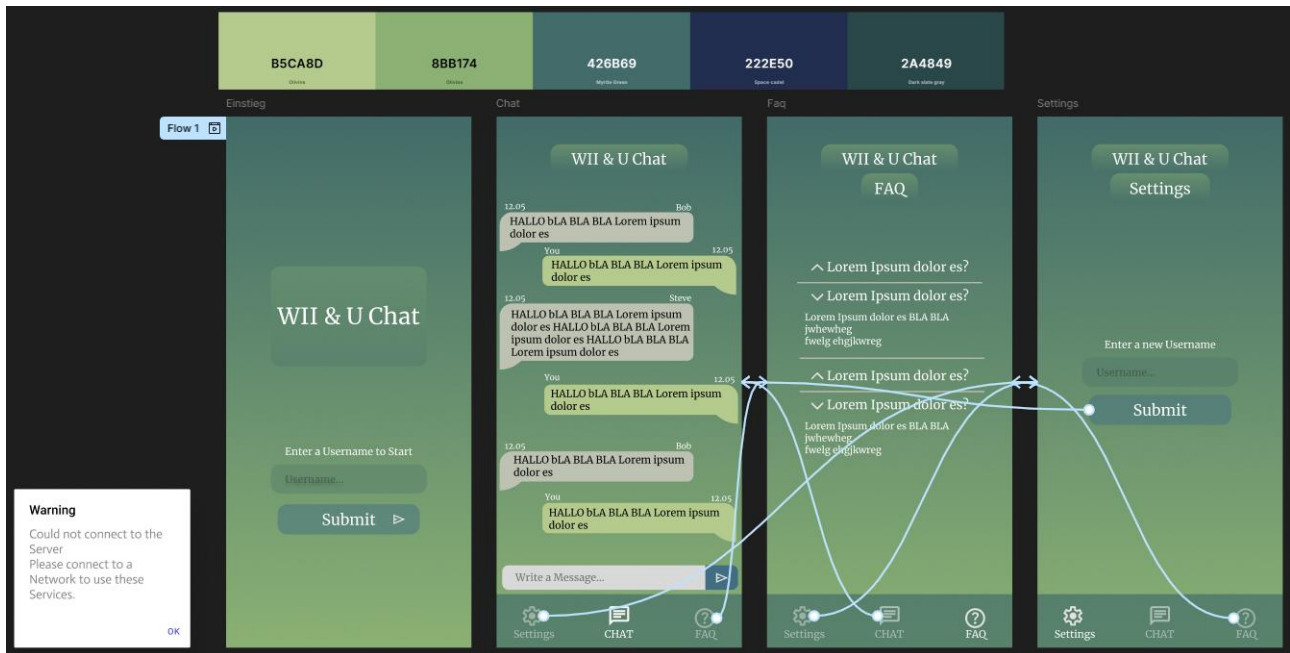 B5CA8D
8BB174
426B69
222E50
2A4849
Olivine
Myrtle Green
Space cadet
Dark slate gray
Einstieg
Chat
Faq
Settings
Flow 1
WII & U Chat
Enter a Username to Start
Username...
Submit
Warning
Could not connect to the
Server
Please connect to a
Network to use these
Services.
OK
WII & U Chat
12.05
Bob
HALLO bLA BLA BLA Lorem ipsum
dolor es
You
12.05
HALLO bLA BLA BLA Lorem ipsum
dolor es
12.05
Steve
HALLO bLA BLA BLA Lorem ipsum
dolor es HALLO bLA BLA BLA Lorem
ipsum dolor es HALLO bLA BLA BLA
Lorem ipsum dolor es
You
12.05
HALLO bLA BLA BLA Lorem ipsum
dolor es
12.05
Bob
HALLO bLA BLA BLA Lorem ipsum
dolor es
You
12.05
HALLO bLA BLA BLA Lorem ipsum
dolor es
Write a Message...
Settings
CHAT
FAQ
WII & U Chat
FAQ
Lorem Ipsum dolor es?
Lorem Ipsum dolor es?
Lorem Ipsum dolor es BLA BLA
jwhewheg
fwelg ehgjkwreg
Lorem Ipsum dolor es?
Lorem Ipsum dolor es?
Lorem Ipsum dolor es BLA BLA
jwhewheg
fwelg ehgjkwreg
Settings
CHAT
FAQ
WII & U Chat
Settings
Enter a new Username
Username...
Submit
Settings
CHAT
FAQ